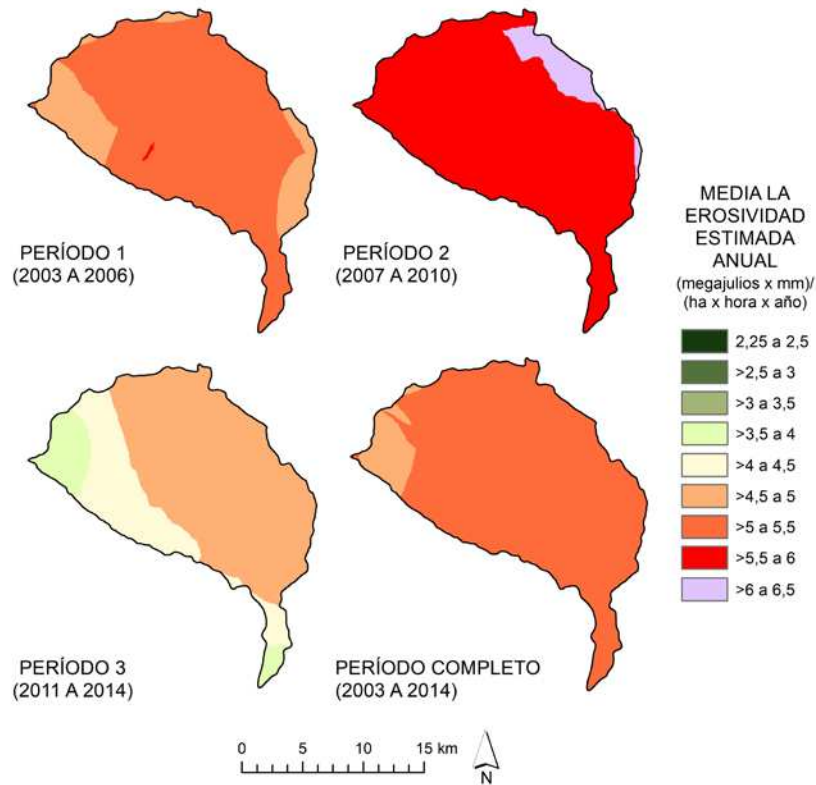 PERÍODO 1
(2003 A 2006)
PERÍODO 2
(2007 A 2010)
MEDIA LA
EROSIVIDAD
ESTIMADA
ANUAL
(megajulios x mm)/
(ha x hora x año)
2,25 a 2,5
>2,5 a 3
>3 a 3,5
>3,5 a 4
>4 a 4,5
>4,5 a 5
>5 a 5,5
>5,5 a 6
>6 a 6,5
PERÍODO 3
(2011 A 2014)
PERÍODO COMPLETO
(2003 A 2014)
0 5 10 15 km
N